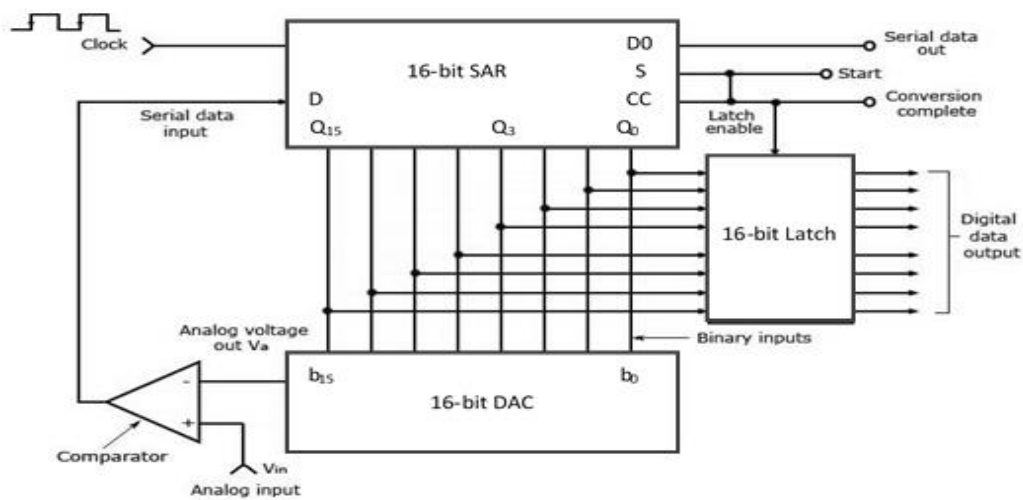 Clock
Serial data
input
16-bit SAR
D
Q15
Q3
Q0
D0
S
CC
Serial data
out
Start
Conversion
complete
Latch
enable
16-bit Latch
Digital
data
output
Binary inputs
Analog voltage
out Va
b15
b0
16-bit DAC
-
+
Comparator
Vin
Analog input